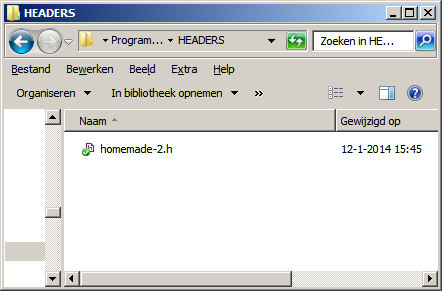 HEADERS
Program... HEADERS Zoeken in HE...
Bestand Bewerken Beeld Extra Help
Organiseren In bibliotheek opnemen »
Naam Gewijzigd op
homemade-2.h 12-1-2014 15:45